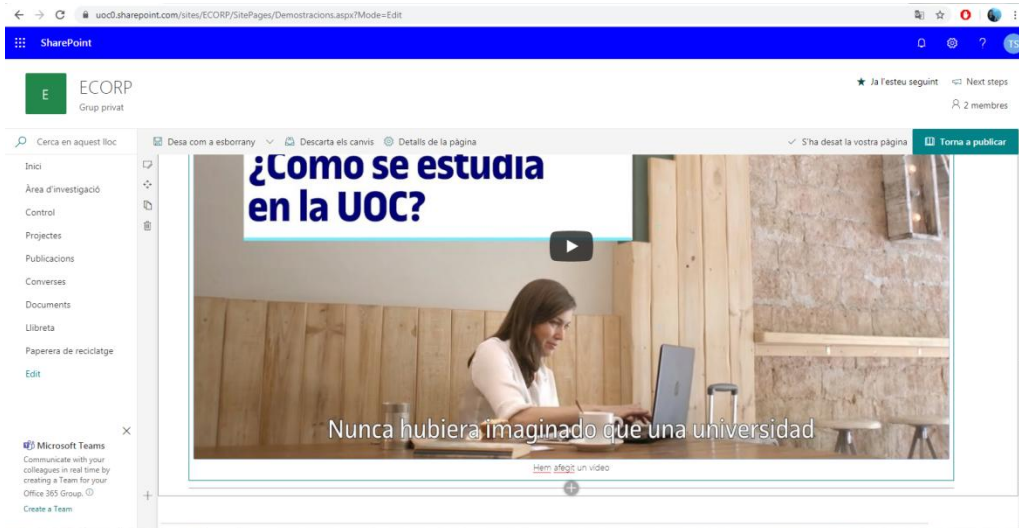 uoc0.sharepoint.com/sites/ECORP/SitePages/Demostracions.aspx?Mode=Edit
SharePoint
? TS
E
ECORP
Grup privat
★ Ja l'esteu seguint Next steps
2 membres
Cerca en aquest lloc
Desa com a esborrany Descarta els canvis Detalls de la pàgina
S'ha desat la vostra pàgina
Torna a publicar
Inici
Àrea d'investigació
Control
Projectes
Publicacions
Converses
Documents
Llibreta
Paperera de reciclatge
Edit
Microsoft Teams
Communicate with your
colleagues in real time by
creating a Team for your
Office 365 Group.
Create a Team
¿Cómo se estudia
en la UOC?
Nunca hubiera imaginado que una universidad
Hem afegit un video